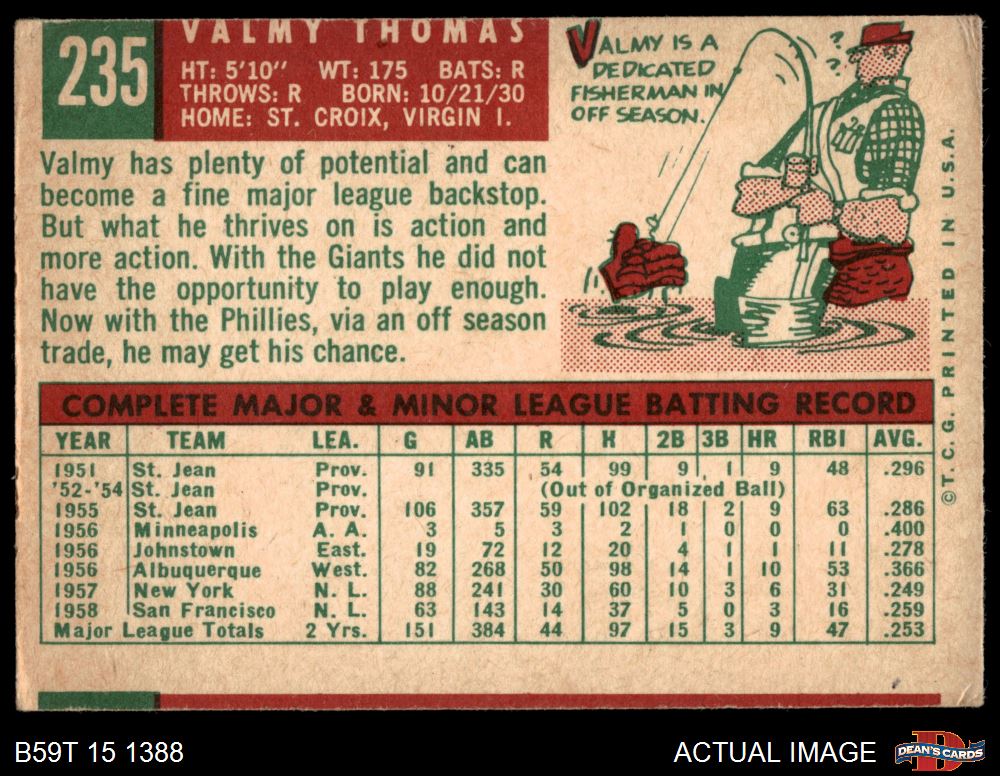 235
VALMY THOMAS
HT: 5'10" WT: 175 BATS: R
THROWS: R BORN: 10/21/30
HOME: ST. CROIX, VIRGIN I.
VALMY IS A
DEDICATED
FISHERMAN IN
OFF SEASON.
? ? ?
Valmy has plenty of potential and can
become a fine major league backstop.
But what he thrives on is action and
more action. With the Giants he did not
have the opportunity to play enough.
Now with the Phillies, via an off season
trade, he may get his chance.
COMPLETE MAJOR & MINOR LEAGUE BATTING RECORD
YEAR TEAM LEA. G AB R H 2B 3B HR RBI AVG.
1951 St. Jean Prov. 91 335 54 99 9 1 9 48 .296
'52-'54 St. Jean Prov. (Out of Organized Ball)
1955 St. Jean Prov. 106 357 59 102 18 2 9 63 .286
1956 Minneapolis A. A. 3 5 3 2 1 0 0 0 .400
1956 Johnstown East. 19 72 12 20 4 1 1 11 .278
1956 Albuquerque West. 82 268 50 98 14 1 10 53 .366
1957 New York N. L. 88 241 30 60 10 3 6 31 .249
1958 San Francisco N. L. 63 143 14 37 5 0 3 16 .259
Major League Totals 2 Yrs. 151 384 44 97 15 3 9 47 .253
©T. C. G. PRINTED IN U.S.A.
B59T 15 1388
ACTUAL IMAGE
D
DEAN'S CARDS